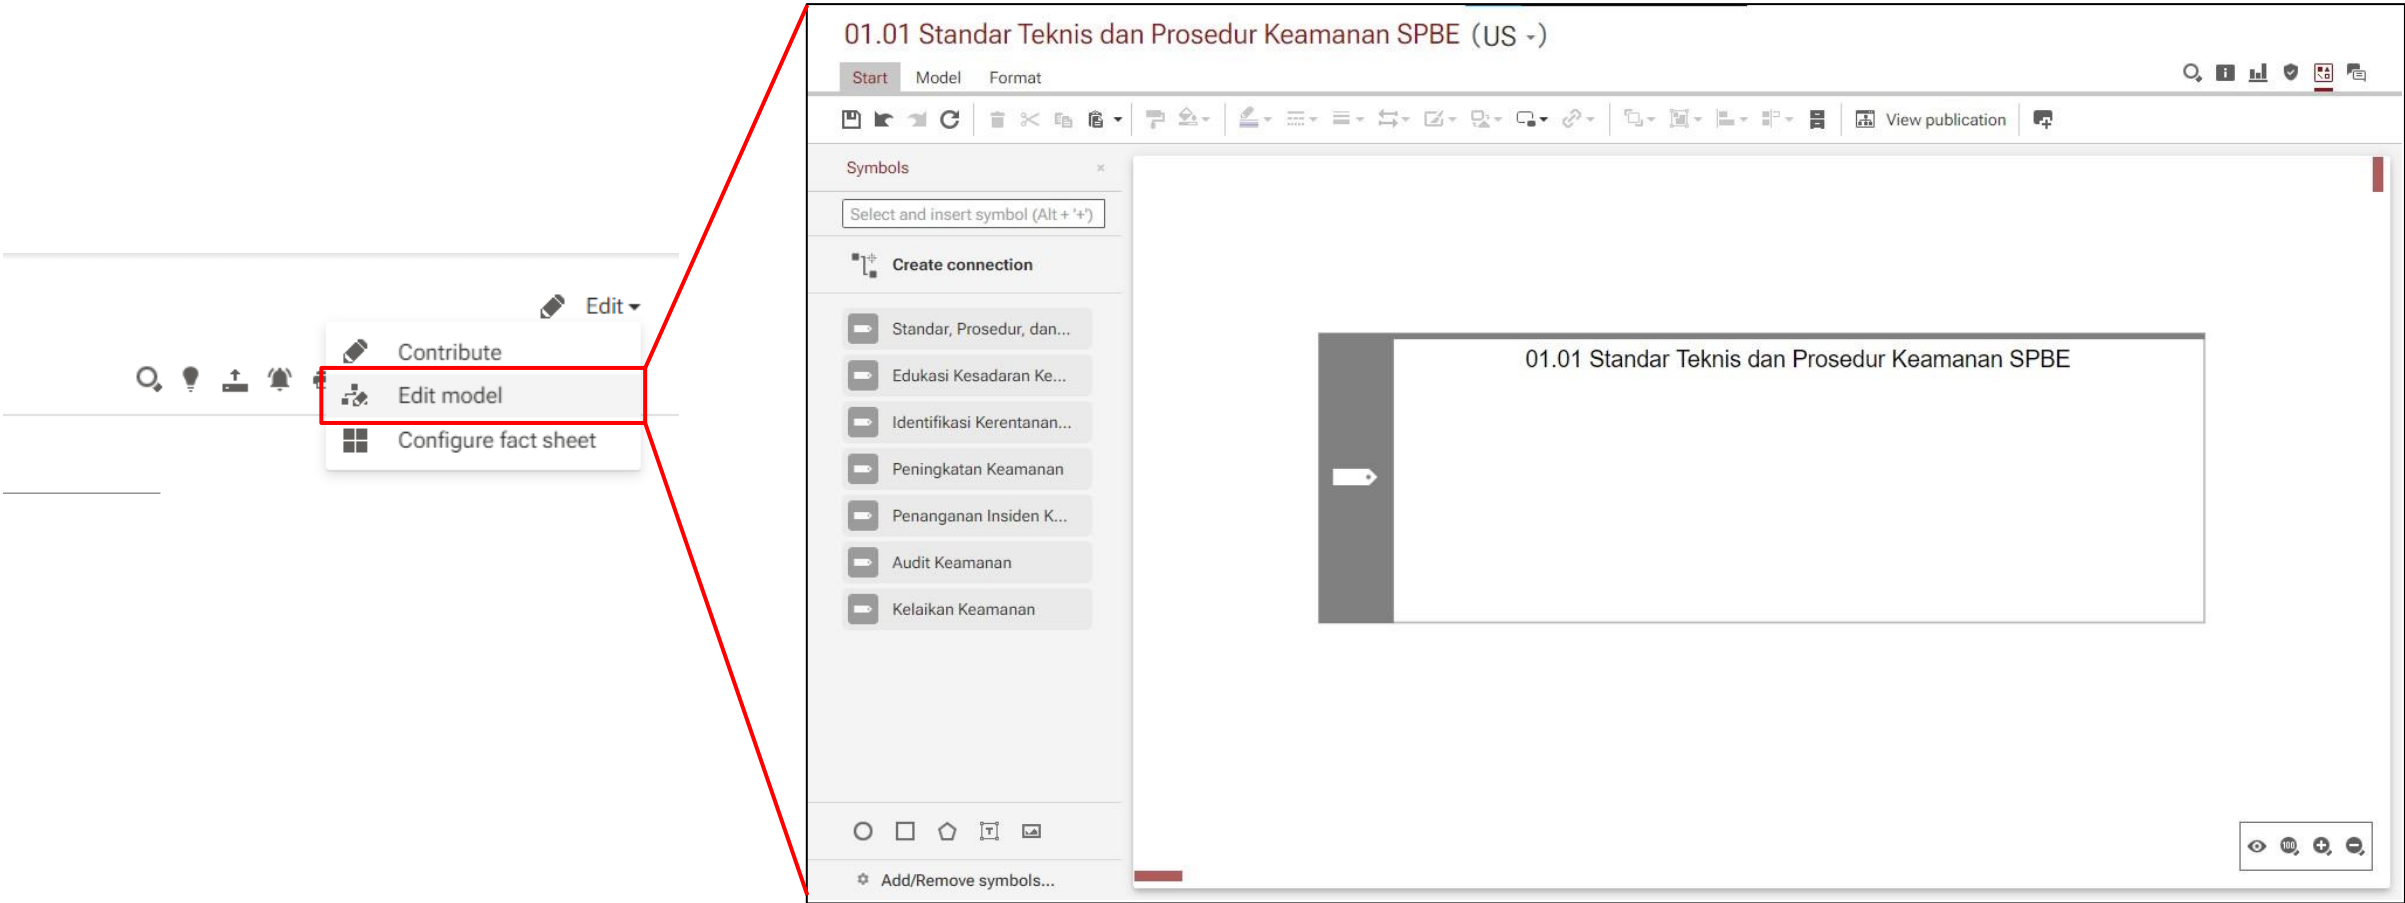 Edit
Contribute
Edit model
Configure fact sheet
01.01 Standar Teknis dan Prosedur Keamanan SPBE (US -)
Start Model Format
View publication
Symbols ×
Select and insert symbol (Alt + '+')
Create connection
Standar, Prosedur, dan...
Edukasi Kesadaran Ke...
Identifikasi Kerentanan...
Peningkatan Keamanan
Penanganan Insiden K...
Audit Keamanan
Kelaikan Keamanan
Add/Remove symbols...
01.01 Standar Teknis dan Prosedur Keamanan SPBE
100